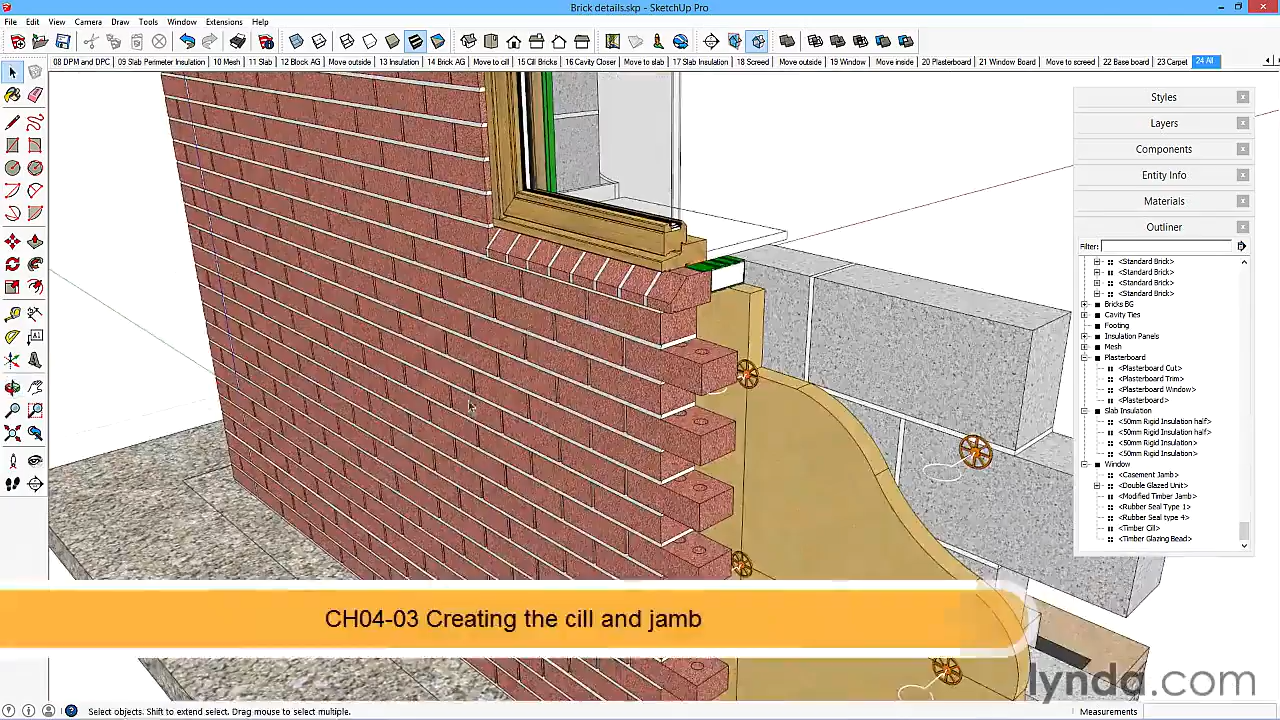 Brick details.skp - SketchUp Pro
File Edit View Camera Draw Tools Window Extensions Help
08 DPM and DPC 09 Slab Perimeter Insulation 10 Mesh 11 Slab 12 Block AG Move outside 13 Insulation 14 Brick AG Move to cill 15 Cill Bricks 16 Cavity Closer Move to slab 17 Slab Insulation 18 Screed Move outside 19 Window Move inside 20 Plasterboard 21 Window Board Move to screed 22 Base board 23 Carpet 24 All
Styles
Layers
Components
Entity Info
Materials
Outliner
Filter:
<Standard Brick>
<Standard Brick>
<Standard Brick>
<Standard Brick>
Bricks BG
Cavity Ties
Footing
Insulation Panels
Mesh
Plasterboard
<Plasterboard Cut>
<Plasterboard Trim>
<Plasterboard Window>
<Plasterboard>
Slab Insulation
<50mm Rigid Insulation half>
<50mm Rigid Insulation half>
<50mm Rigid Insulation>
<50mm Rigid Insulation>
Window
<Casement Jamb>
<Double Glazed Unit>
<Modified Timber Jamb>
<Rubber Seal Type 1>
<Rubber Seal type 4>
<Timber Cill>
<Timber Glazing Bead>
CH04-03 Creating the cill and jamb
lynda.com
Select objects. Shift to extend select. Drag mouse to select multiple.
Measurements